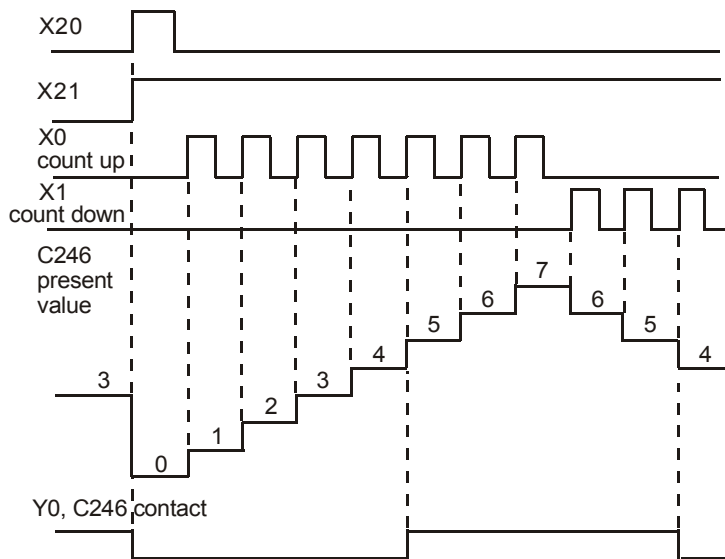 X20
X21
X0
count up
X1
count down
C246
present
value
7
6
6
5
5
4
4
3
3
2
1
0
Y0, C246 contact